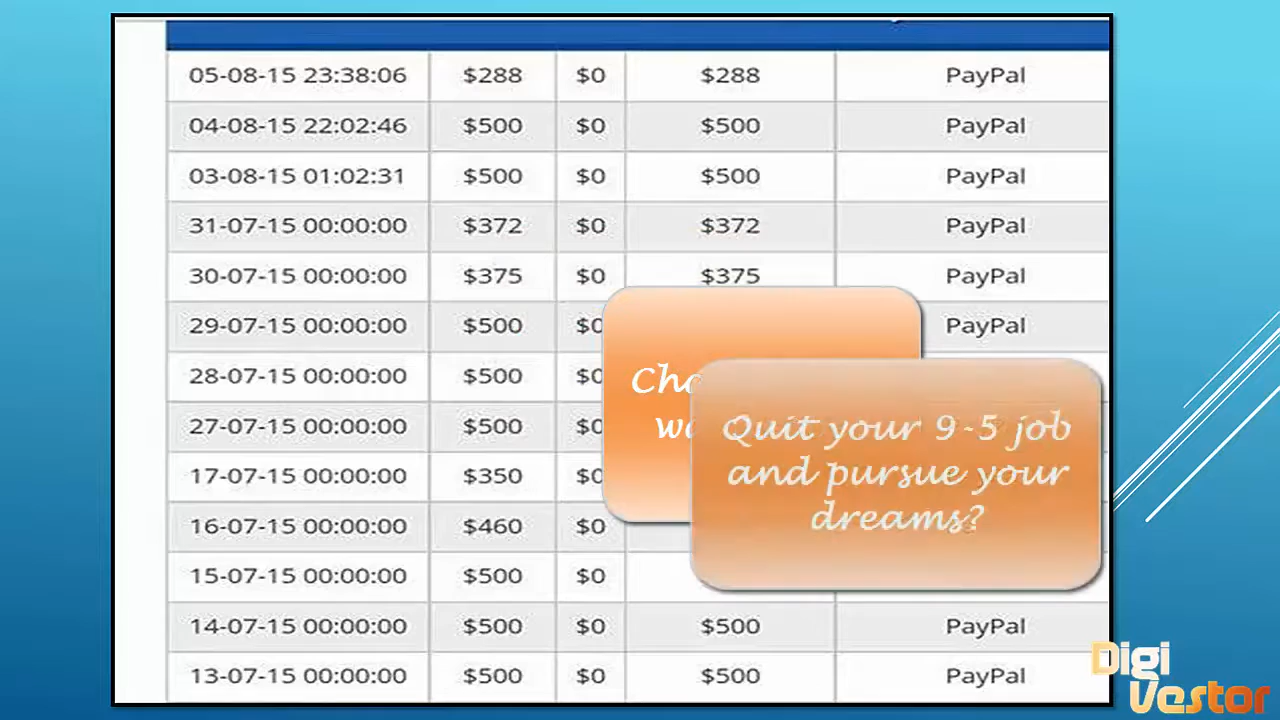 05-08-15 23:38:06 $288 $0 $288 PayPal
04-08-15 22:02:46 $500 $0 $500 PayPal
03-08-15 01:02:31 $500 $0 $500 PayPal
31-07-15 00:00:00 $372 $0 $372 PayPal
30-07-15 00:00:00 $375 $0 $375 PayPal
29-07-15 00:00:00 $500 $0 PayPal
28-07-15 00:00:00 $500 $0
27-07-15 00:00:00 $500 $0
17-07-15 00:00:00 $350 $0
16-07-15 00:00:00 $460 $0
15-07-15 00:00:00 $500 $0
14-07-15 00:00:00 $500 $0 $500 PayPal
13-07-15 00:00:00 $500 $0 $500 PayPal
Quit your 9-5 job
and pursue your
dreams?
Digi
Vestor